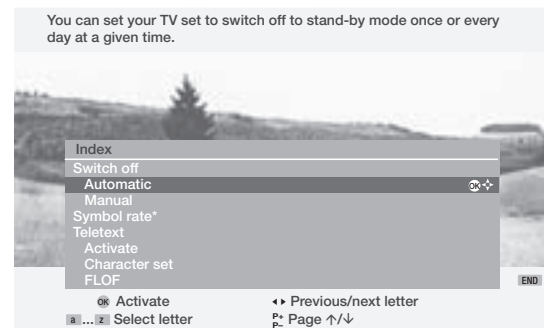 You can set your TV set to switch off to stand-by mode once or every
day at a given time.
Index
Switch off
Automatic OK
Manual
Symbol rate*
Teletext
Activate
Character set
FLOF
END
OK Activate ◂ ▸ Previous/next letter
a ... z Select letter P+ P− Page ↑/↓